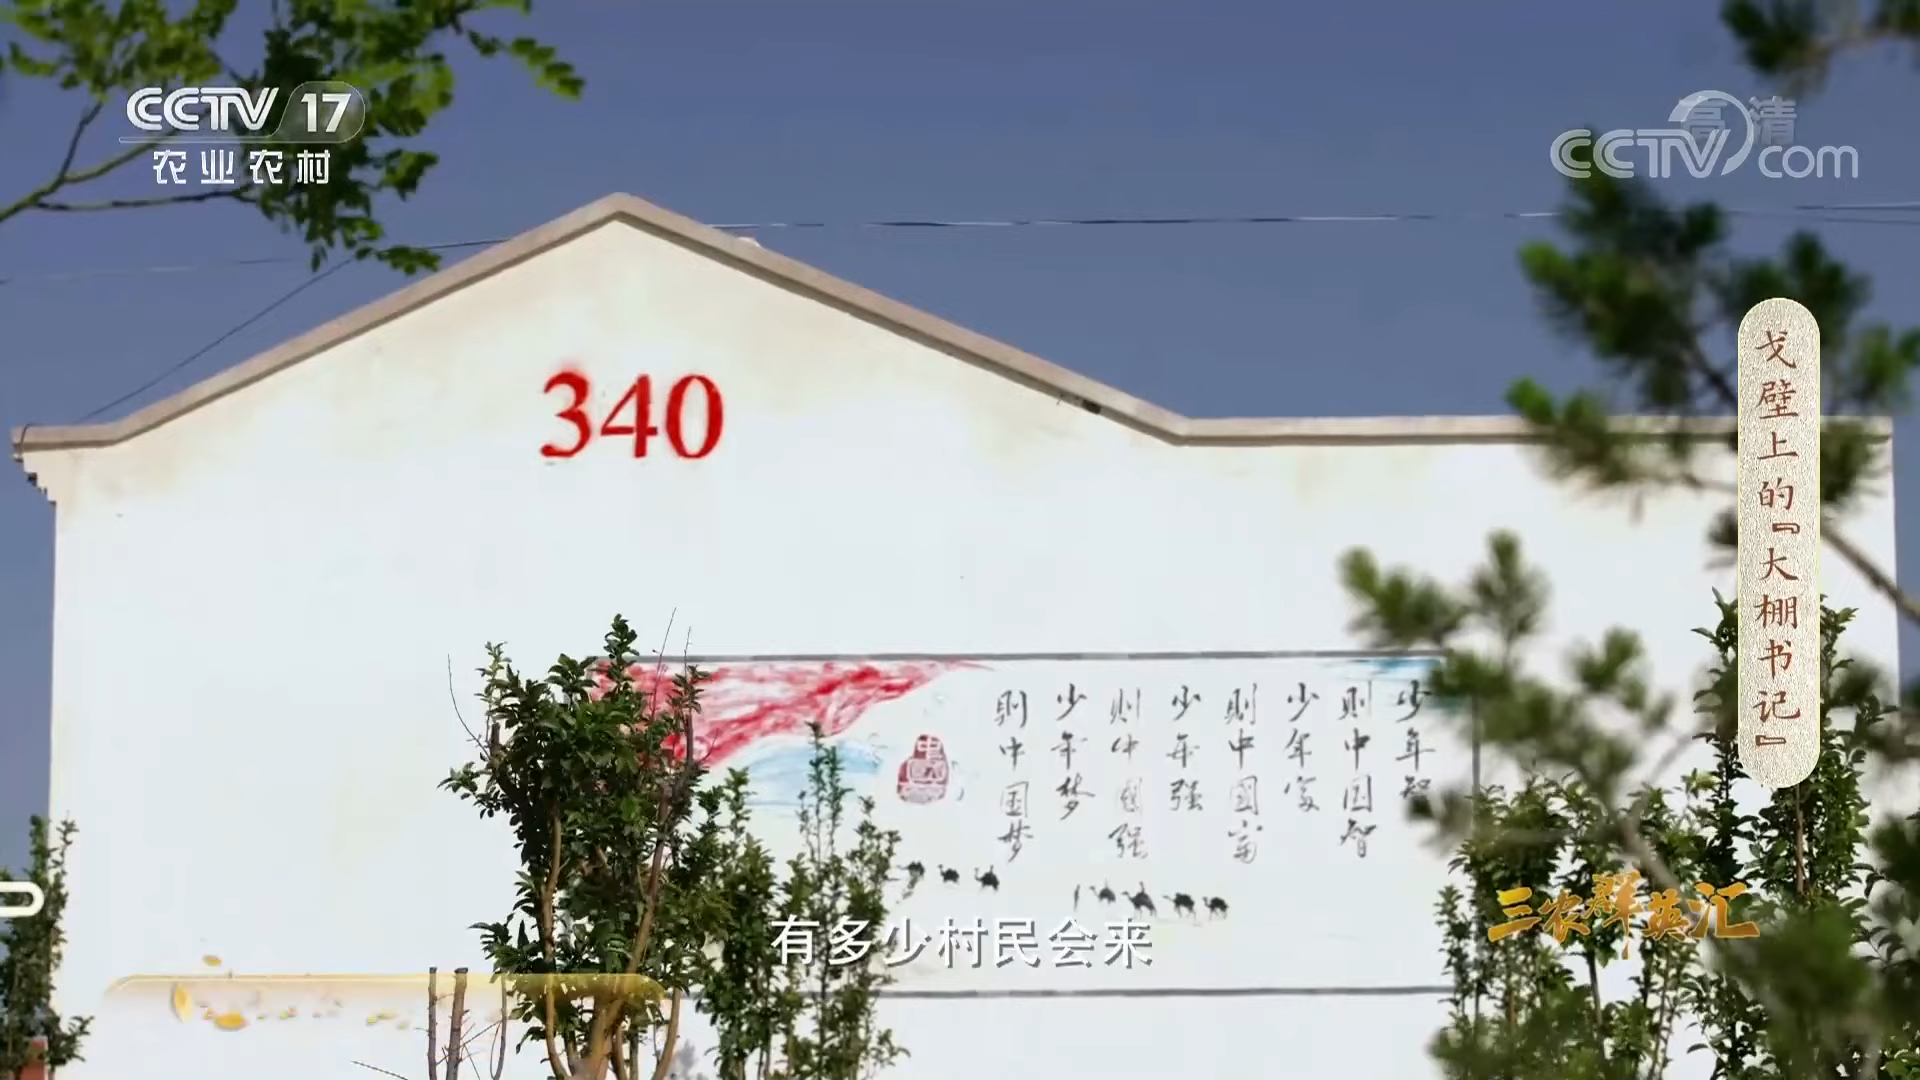 CCTV 17
农业农村
高清
CCTV com
340
戈壁上的『大棚书记』
少年智
则中国智
少年富
则中国富
少年强
则中国强
少年梦
则中国梦
中国
三农群英汇
有多少村民会来